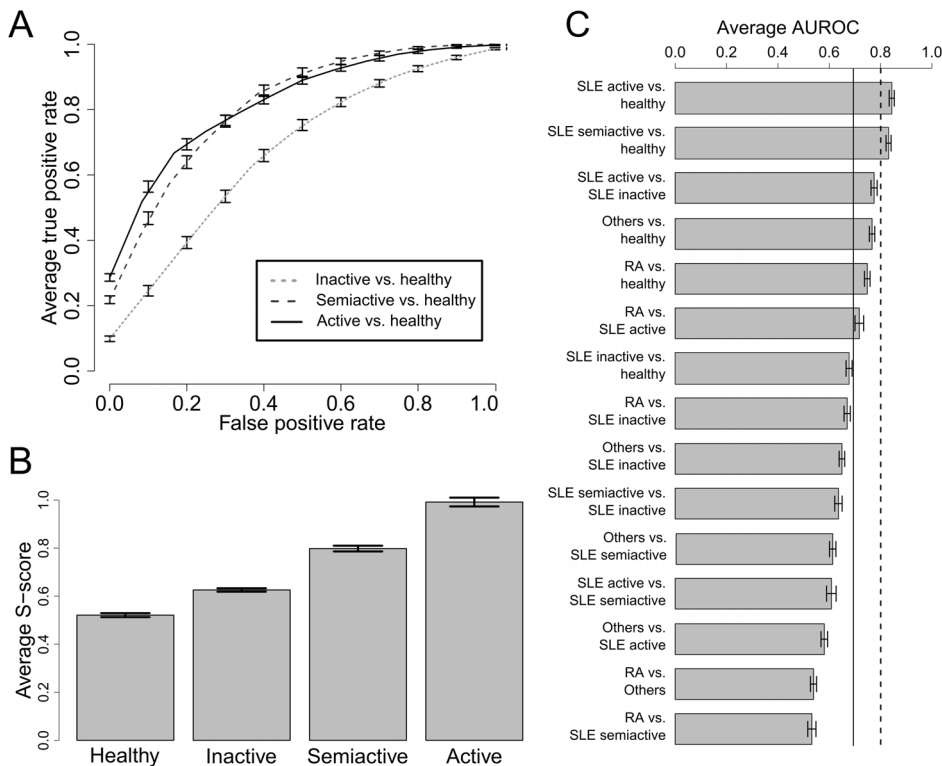 A
Average true positive rate
1.0
0.8
0.6
0.4
0.2
0.0
Inactive vs. healthy
Semiactive vs. healthy
Active vs. healthy
0.0 0.2 0.4 0.6 0.8 1.0
False positive rate
B
Average S-score
1.0
0.8
0.6
0.4
0.2
0.0
Healthy Inactive Semiactive Active
C
Average AUROC
0.0 0.2 0.4 0.6 0.8 1.0
SLE active vs.
healthy
SLE semiactive vs.
healthy
SLE active vs.
SLE inactive
Others vs.
healthy
RA vs.
healthy
RA vs.
SLE active
SLE inactive vs.
healthy
RA vs.
SLE inactive
Others vs.
SLE inactive
SLE semiactive vs.
SLE inactive
Others vs.
SLE semiactive
SLE active vs.
SLE semiactive
Others vs.
SLE active
RA vs.
Others
RA vs.
SLE semiactive